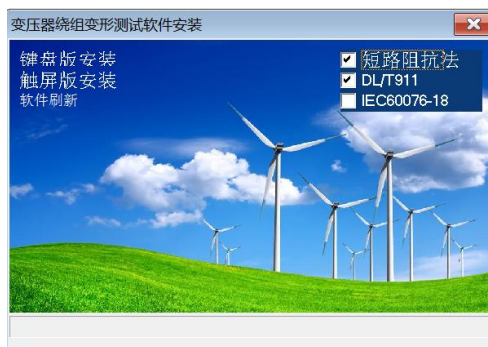 变压器绕组变形测试软件安装
键盘版安装
触屏版安装
软件刷新
短路阻抗法
DL/T911
IEC60076-18